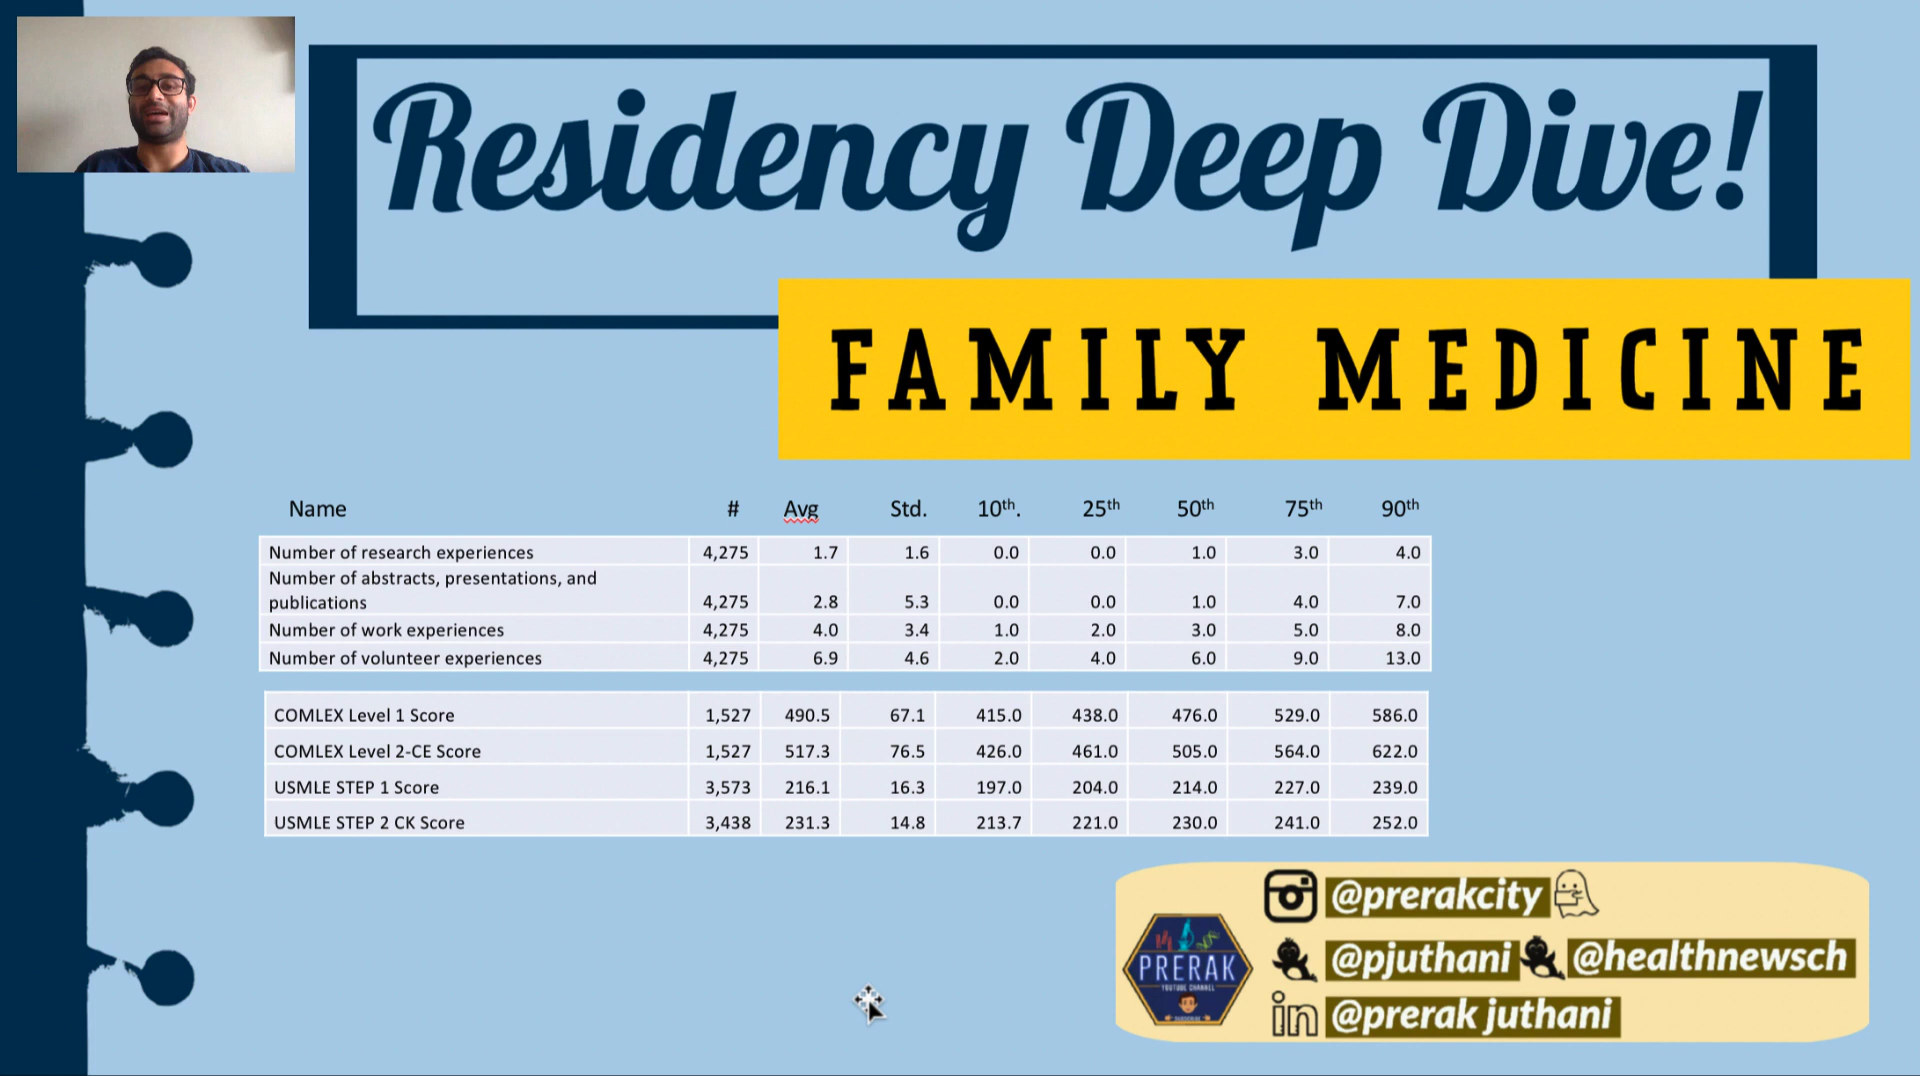 Residency Deep Dive!
FAMILY MEDICINE
Name # Avg Std. 10th. 25th 50th 75th 90th
Number of research experiences 4,275 1.7 1.6 0.0 0.0 1.0 3.0 4.0
Number of abstracts, presentations, and
publications 4,275 2.8 5.3 0.0 0.0 1.0 4.0 7.0
Number of work experiences 4,275 4.0 3.4 1.0 2.0 3.0 5.0 8.0
Number of volunteer experiences 4,275 6.9 4.6 2.0 4.0 6.0 9.0 13.0
COMLEX Level 1 Score 1,527 490.5 67.1 415.0 438.0 476.0 529.0 586.0
COMLEX Level 2-CE Score 1,527 517.3 76.5 426.0 461.0 505.0 564.0 622.0
USMLE STEP 1 Score 3,573 216.1 16.3 197.0 204.0 214.0 227.0 239.0
USMLE STEP 2 CK Score 3,438 231.3 14.8 213.7 221.0 230.0 241.0 252.0
@prerakcity
@pjuthani @healthnewsch
in @prerak juthani
PRERAK
YOUTUBE CHANNEL